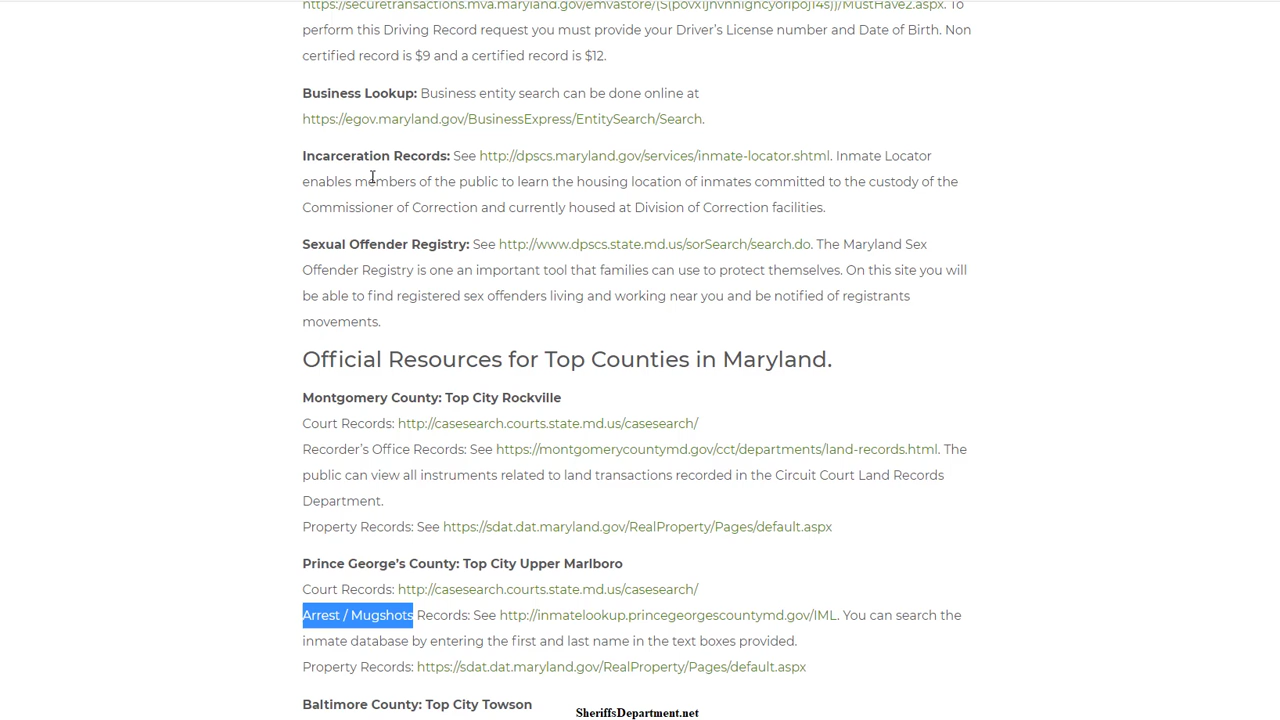 https://securetransactions.mva.maryland.gov/emvastore/ /MustHave2.aspx. To
perform this Driving Record request you must provide your Driver’s License number and Date of Birth. Non
certified record is $9 and a certified record is $12.
Business Lookup: Business entity search can be done online at
https://egov.maryland.gov/BusinessExpress/EntitySearch/Search.
Incarceration Records: See http://dpscs.maryland.gov/services/inmate-locator.shtml. Inmate Locator
enables members of the public to learn the housing location of inmates committed to the custody of the
Commissioner of Correction and currently housed at Division of Correction facilities.
Sexual Offender Registry: See http://www.dpscs.state.md.us/sorSearch/search.do. The Maryland Sex
Offender Registry is one an important tool that families can use to protect themselves. On this site you will
be able to find registered sex offenders living and working near you and be notified of registrants
movements.
Official Resources for Top Counties in Maryland.
Montgomery County: Top City Rockville
Court Records: http://casesearch.courts.state.md.us/casesearch/
Recorder’s Office Records: See https://montgomerycountymd.gov/cct/departments/land-records.html. The
public can view all instruments related to land transactions recorded in the Circuit Court Land Records
Department.
Property Records: See https://sdat.dat.maryland.gov/RealProperty/Pages/default.aspx
Prince George’s County: Top City Upper Marlboro
Court Records: http://casesearch.courts.state.md.us/casesearch/
Arrest / Mugshots Records: See http://inmatelookup.princegeorgescountymd.gov/IML. You can search the
inmate database by entering the first and last name in the text boxes provided.
Property Records: https://sdat.dat.maryland.gov/RealProperty/Pages/default.aspx
Baltimore County: Top City Towson
SheriffsDepartment.net